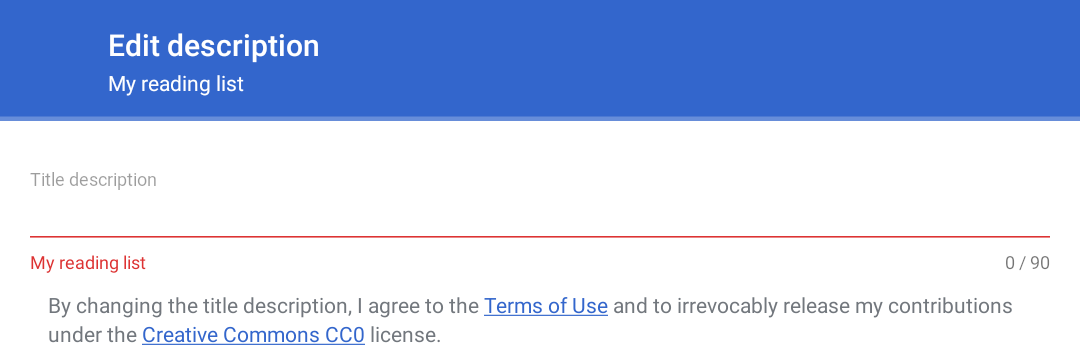 Edit description
My reading list
Title description
My reading list
0 / 90
By changing the title description, I agree to the Terms of Use and to irrevocably release my contributions
under the Creative Commons CC0 license.